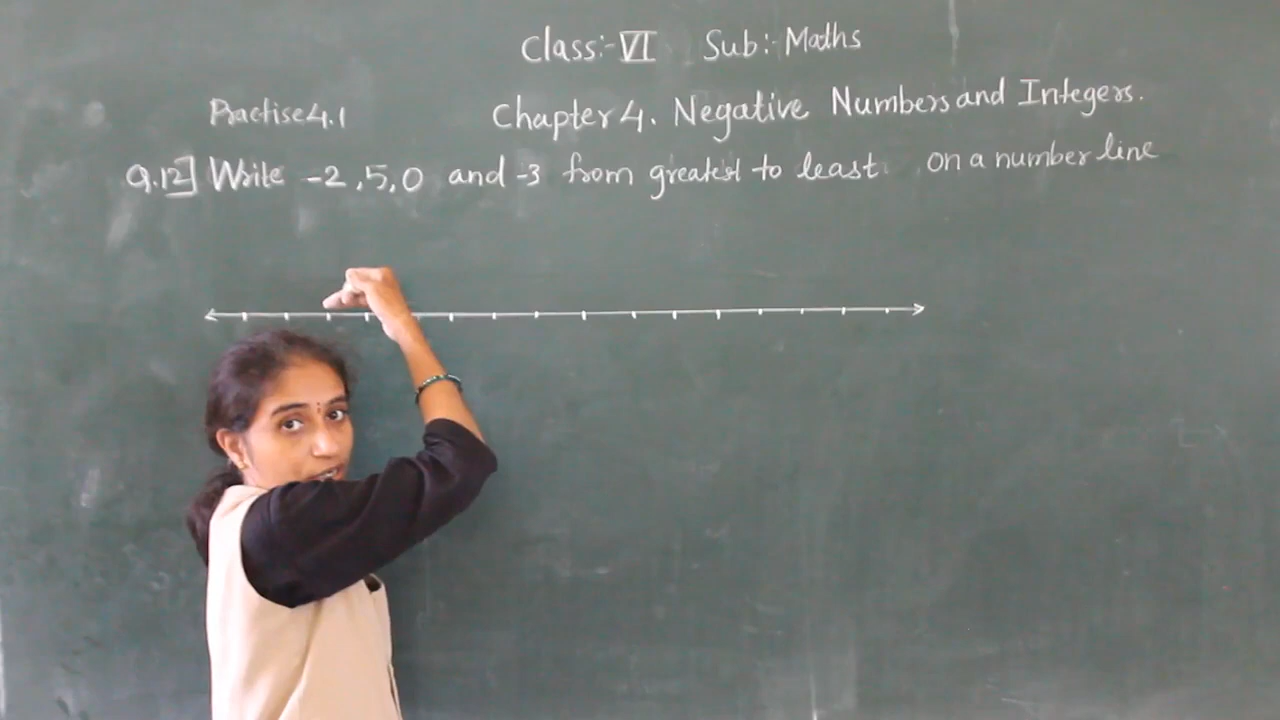 Class:- VI Sub:- Maths
Practise 4.1 Chapter 4. Negative Numbers and Integers.
Q.12] Write -2, 5, 0 and -3 from greatest to least on a number line